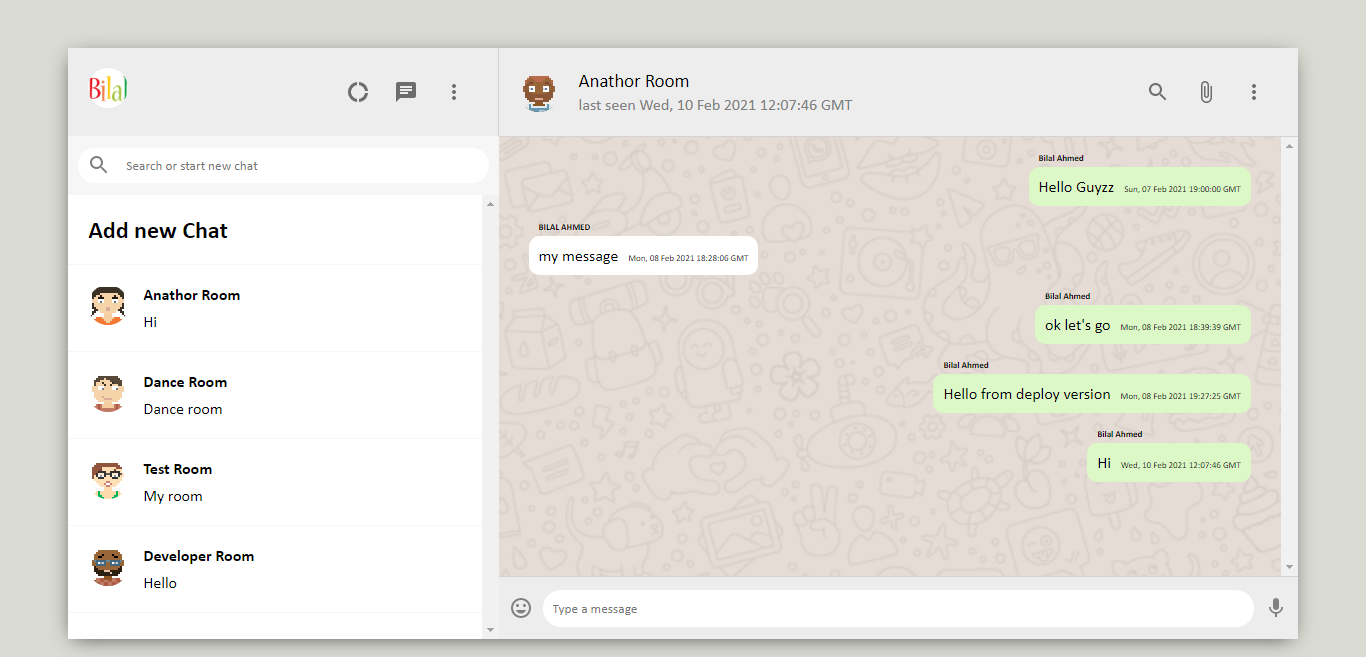 Bilal
Search or start new chat
Add new Chat
Anathor Room
Hi
Dance Room
Dance room
Test Room
My room
Developer Room
Hello
Anathor Room
last seen Wed, 10 Feb 2021 12:07:46 GMT
Bilal Ahmed
Hello Guyzz Sun, 07 Feb 2021 19:00:00 GMT
BILAL AHMED
my message Mon, 08 Feb 2021 18:28:06 GMT
Bilal Ahmed
ok let's go Mon, 08 Feb 2021 18:39:39 GMT
Bilal Ahmed
Hello from deploy version Mon, 08 Feb 2021 19:27:25 GMT
Bilal Ahmed
Hi Wed, 10 Feb 2021 12:07:46 GMT
Type a message